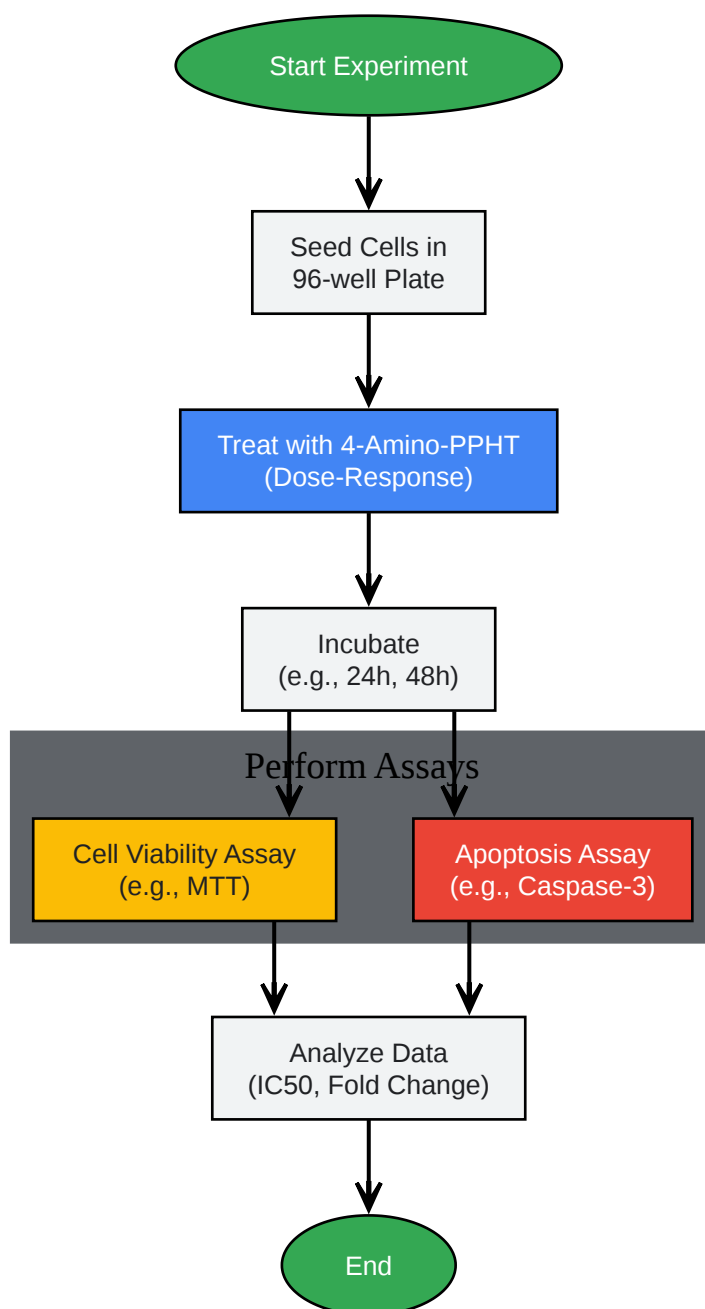 Start Experiment
Seed Cells in
96-well Plate
Treat with 4-Amino-PPHT
(Dose-Response)
Incubate
(e.g., 24h, 48h)
Perform Assays
Cell Viability Assay
(e.g., MTT)
Apoptosis Assay
(e.g., Caspase-3)
Analyze Data
(IC50, Fold Change)
End